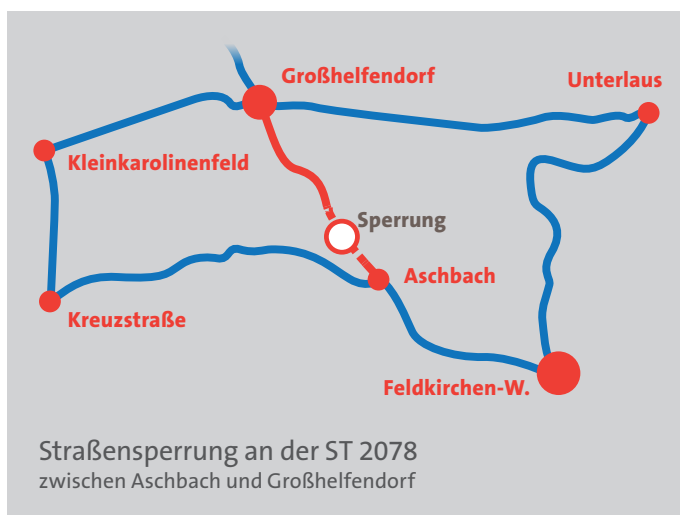 Großhelfendorf
Unterlaus
Kleinkarolinenfeld
Sperrung
Aschbach
Kreuzstraße
Feldkirchen-W.
Straßensperrung an der ST 2078
zwischen Aschbach und Großhelfendorf